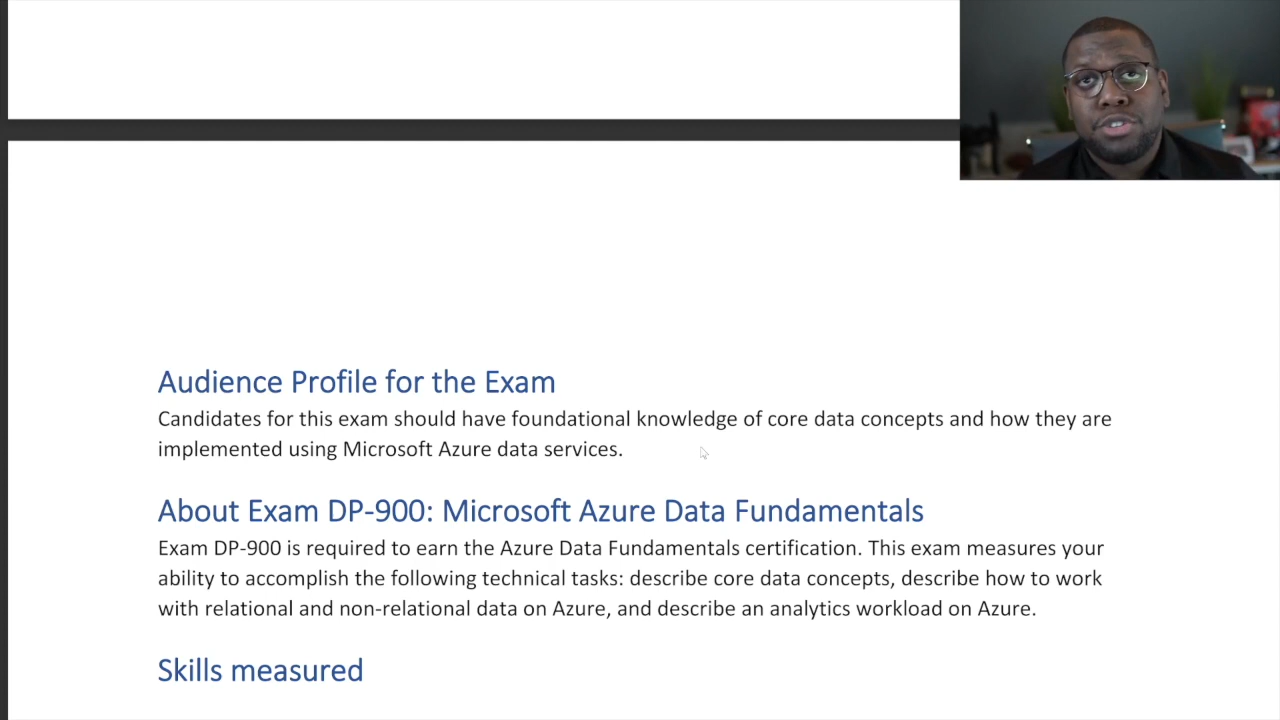 Audience Profile for the Exam
Candidates for this exam should have foundational knowledge of core data concepts and how they are
implemented using Microsoft Azure data services.
About Exam DP-900: Microsoft Azure Data Fundamentals
Exam DP-900 is required to earn the Azure Data Fundamentals certification. This exam measures your
ability to accomplish the following technical tasks: describe core data concepts, describe how to work
with relational and non-relational data on Azure, and describe an analytics workload on Azure.
Skills measured